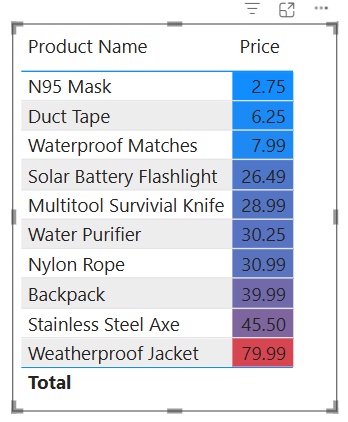 Product Name Price
N95 Mask 2.75
Duct Tape 6.25
Waterproof Matches 7.99
Solar Battery Flashlight 26.49
Multitool Survivial Knife 28.99
Water Purifier 30.25
Nylon Rope 30.99
Backpack 39.99
Stainless Steel Axe 45.50
Weatherproof Jacket 79.99
Total